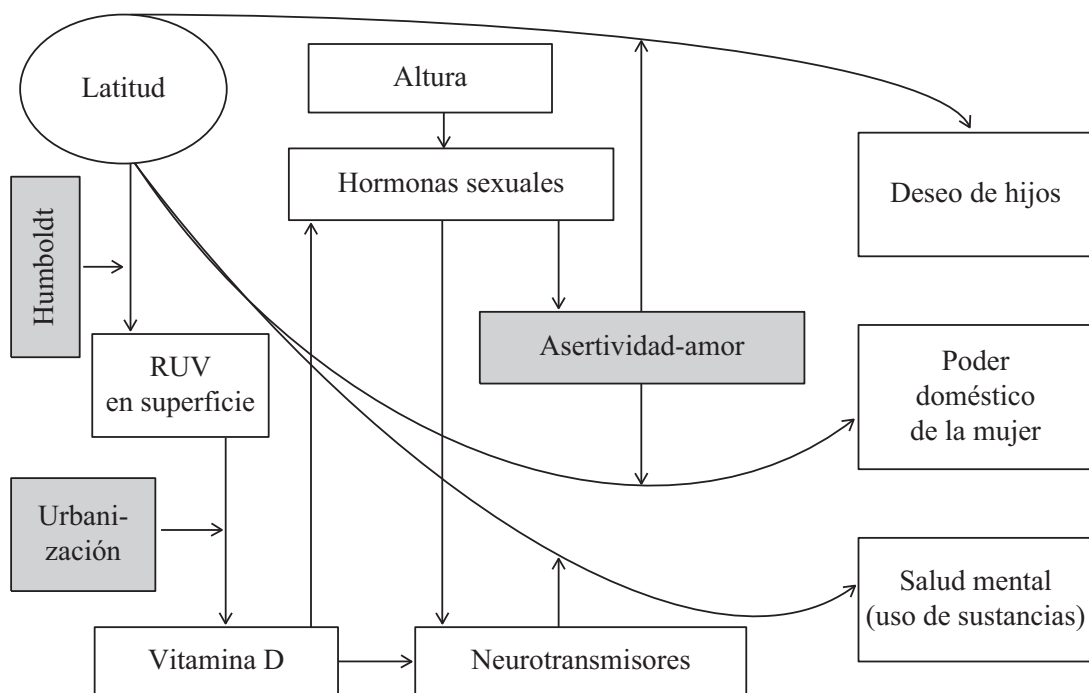 Latitud
Altura
Hormonas sexuales
Deseo de hijos
Humboldt
Asertividad-amor
RUV
en superficie
Poder
doméstico
de la mujer
Urbani-
zación
Salud mental
(uso de sustancias)
Vitamina D
Neurotransmisores